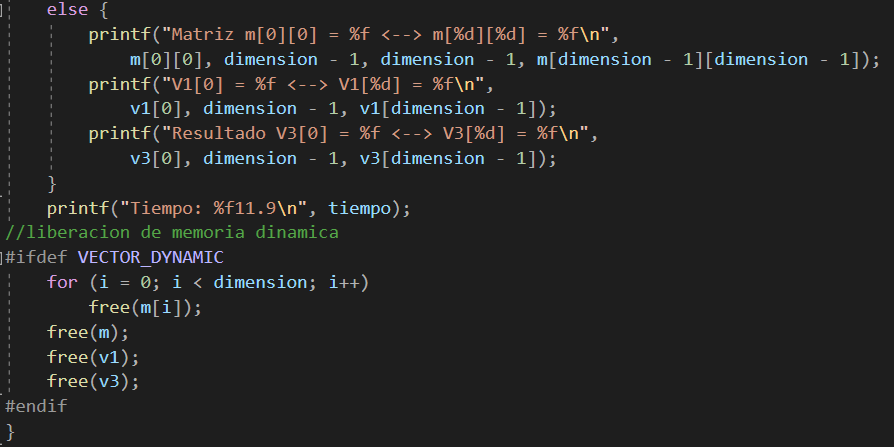 else {
printf("Matriz m[0][0] = %f <--> m[%d][%d] = %f\n",
m[0][0], dimension - 1, dimension - 1, m[dimension - 1][dimension - 1]);
printf("V1[0] = %f <--> V1[%d] = %f\n",
v1[0], dimension - 1, v1[dimension - 1]);
printf("Resultado V3[0] = %f <--> V3[%d] = %f\n",
v3[0], dimension - 1, v3[dimension - 1]);
}
printf("Tiempo: %f11.9\n", tiempo);
//liberacion de memoria dinamica
#ifdef VECTOR_DYNAMIC
for (i = 0; i < dimension; i++)
free(m[i]);
free(m);
free(v1);
free(v3);
#endif
}